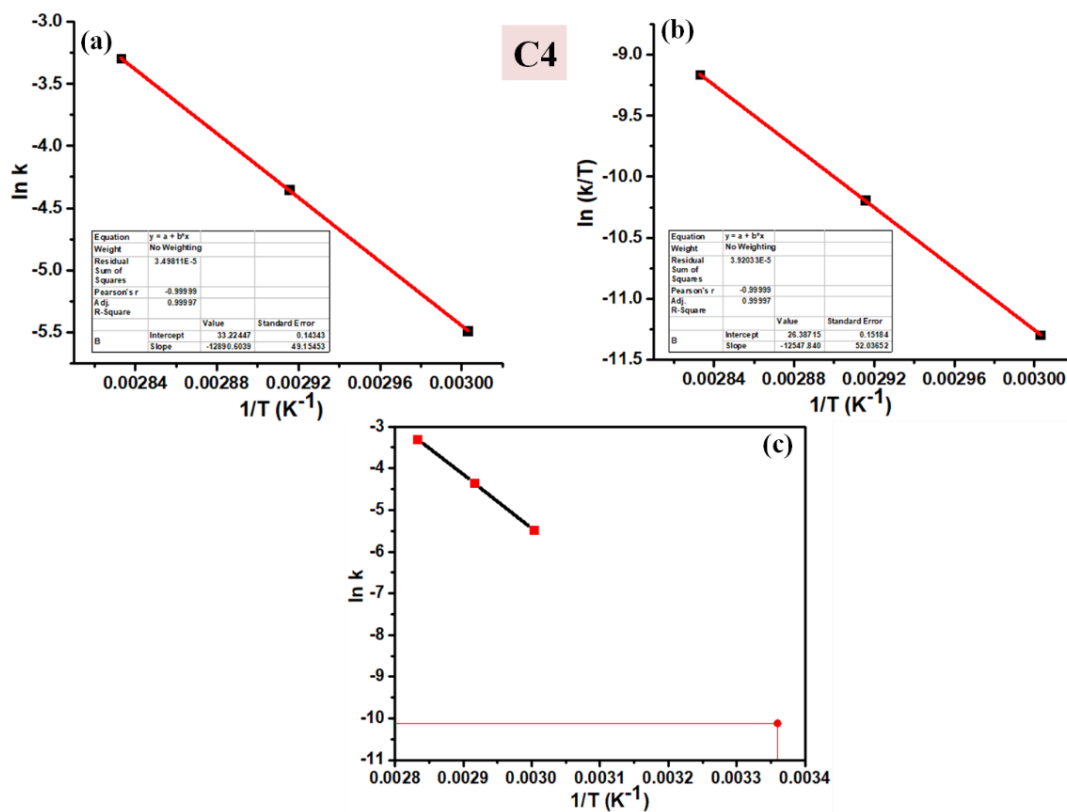 (a)
C4
(b)
-3.0
-3.5
-4.0
-4.5
-5.0
-5.5
ln k
Equation y = a + b*x
Weight No Weighting
Residual Sum of Squares 3.49811E-5
Pearson's r -0.99999
Adj. R-Square 0.99997
Value Standard Error
B Intercept 33.22447 0.14343
Slope -12890.6039 49.15453
0.00284 0.00288 0.00292 0.00296 0.00300
1/T (K⁻¹)
-9.0
-9.5
-10.0
-10.5
-11.0
-11.5
ln (k/T)
Equation y = a + b*x
Weight No Weighting
Residual Sum of Squares 3.92033E-5
Pearson's r -0.99999
Adj. R-Square 0.99997
Value Standard Error
B Intercept 26.38715 0.15184
Slope -12547.840 52.03652
0.00284 0.00288 0.00292 0.00296 0.00300
1/T (K⁻¹)
(c)
-3
-4
-5
-6
-7
-8
-9
-10
-11
ln k
0.0028 0.0029 0.0030 0.0031 0.0032 0.0033 0.0034
1/T (K⁻¹)